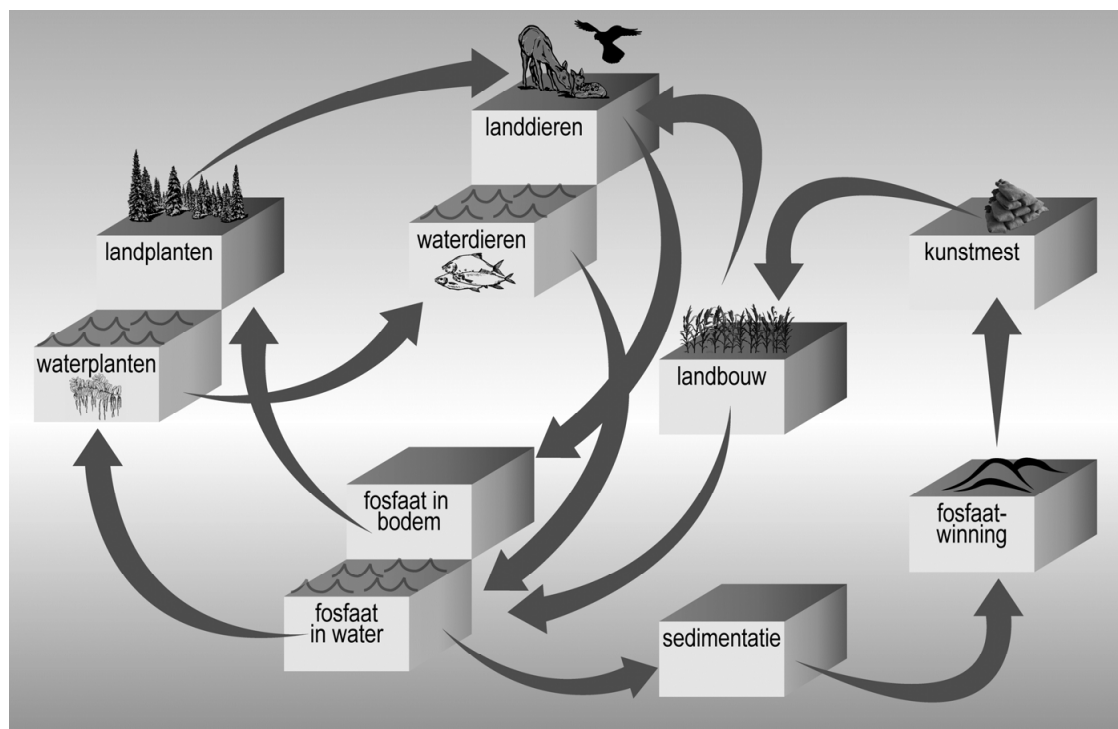 landdieren
waterdieren
landplanten
waterplanten
kunstmest
landbouw
fosfaat in
bodem
fosfaat-
winning
fosfaat
in water
sedimentatie